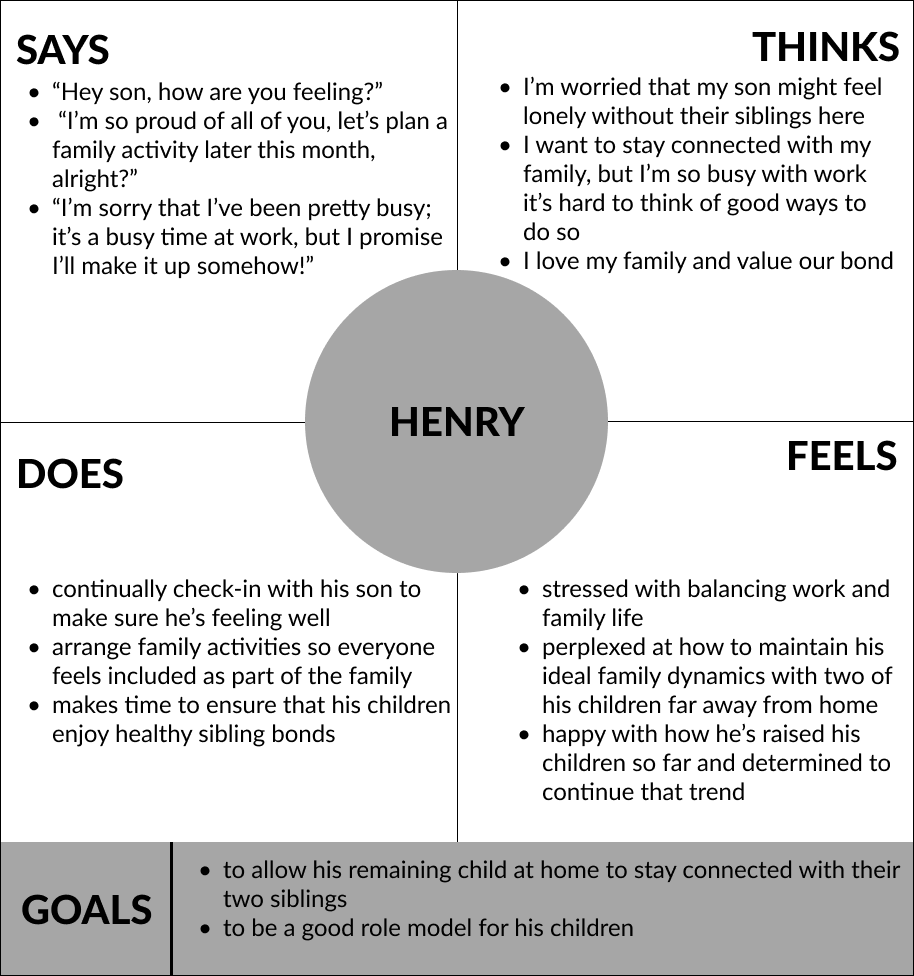 SAYS
• “Hey son, how are you feeling?”
• “I’m so proud of all of you, let’s plan a
family activity later this month,
alright?”
• “I’m sorry that I’ve been pretty busy;
it’s a busy time at work, but I promise
I’ll make it up somehow!”
THINKS
• I’m worried that my son might feel
lonely without their siblings here
• I want to stay connected with my
family, but I’m so busy with work
it’s hard to think of good ways to
do so
• I love my family and value our bond
HENRY
DOES
• continually check-in with his son to
make sure he’s feeling well
• arrange family activities so everyone
feels included as part of the family
• makes time to ensure that his children
enjoy healthy sibling bonds
FEELS
• stressed with balancing work and
family life
• perplexed at how to maintain his
ideal family dynamics with two of
his children far away from home
• happy with how he’s raised his
children so far and determined to
continue that trend
GOALS
• to allow his remaining child at home to stay connected with their
two siblings
• to be a good role model for his children